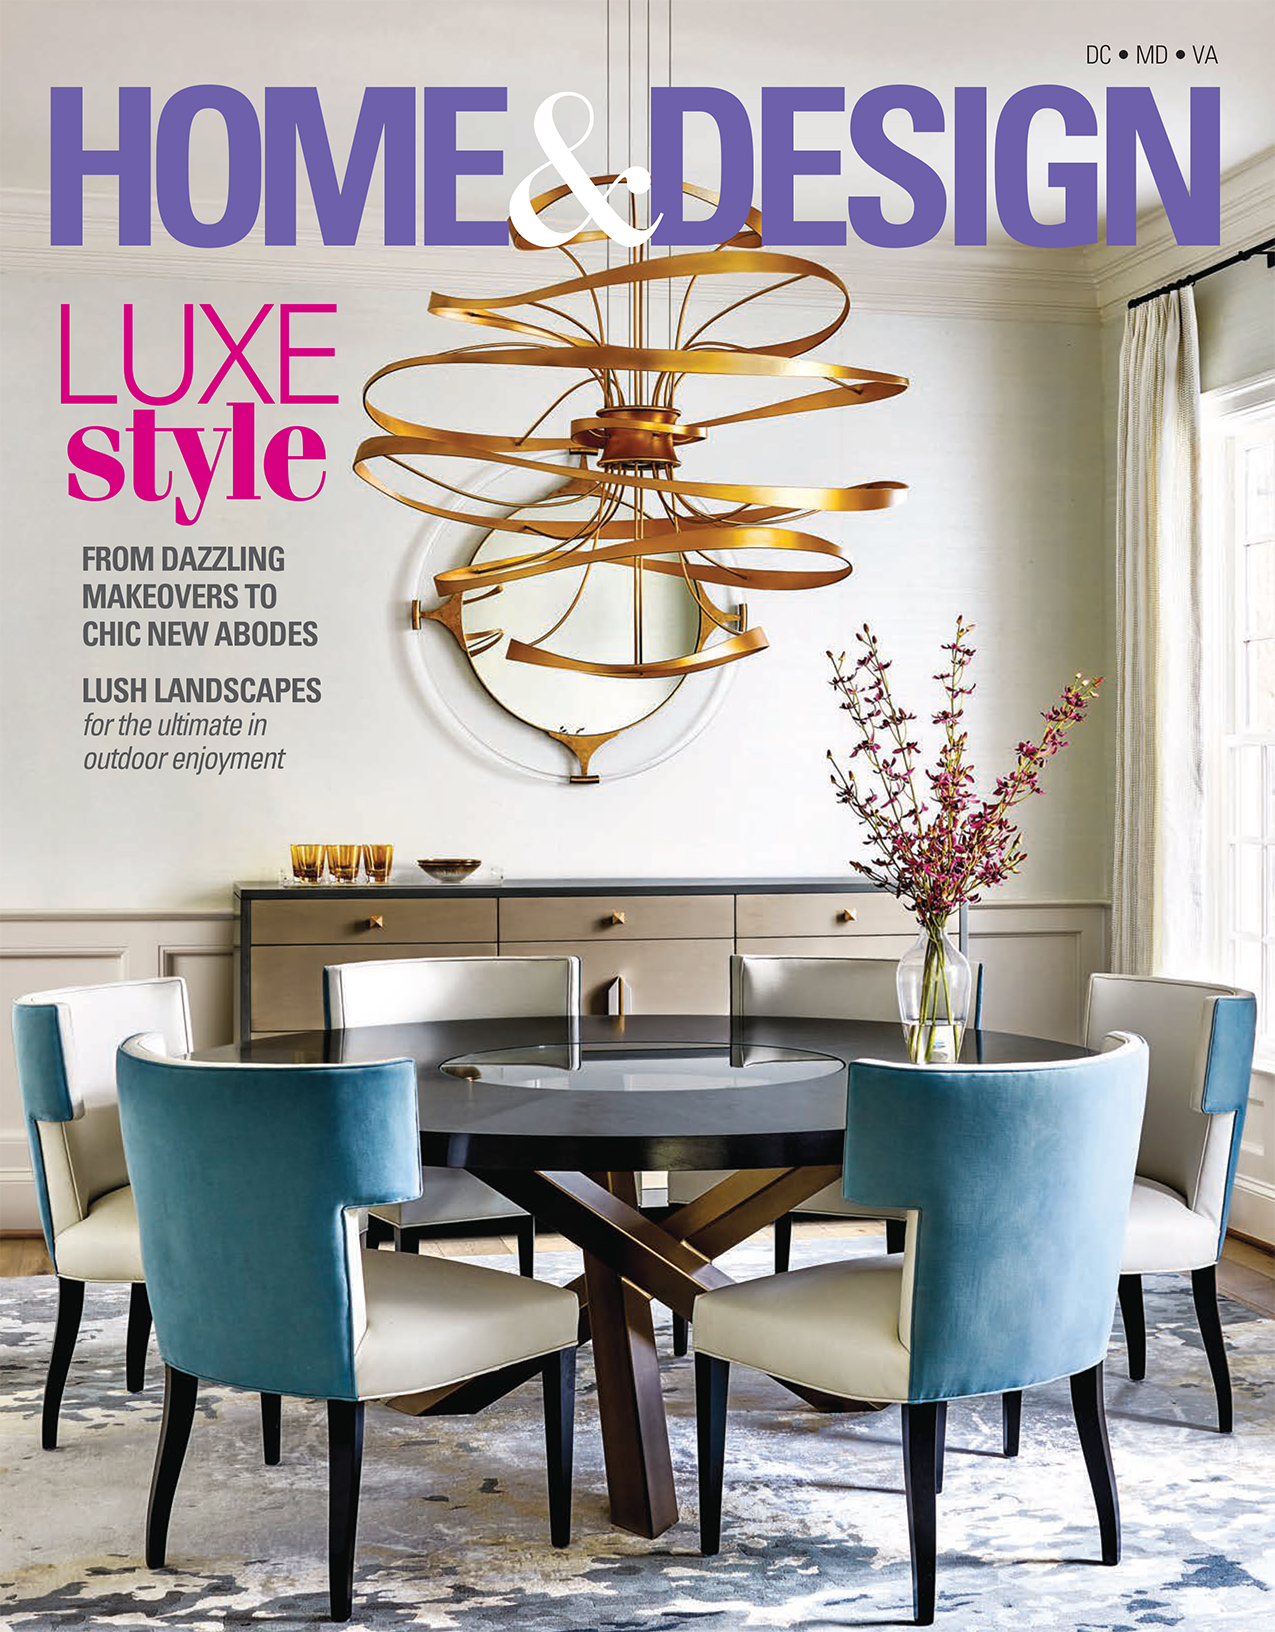 DC • MD • VA
HOME & DESIGN
LUXE
style
FROM DAZZLING
MAKEOVERS TO
CHIC NEW ABODES
LUSH LANDSCAPES
for the ultimate in
outdoor enjoyment